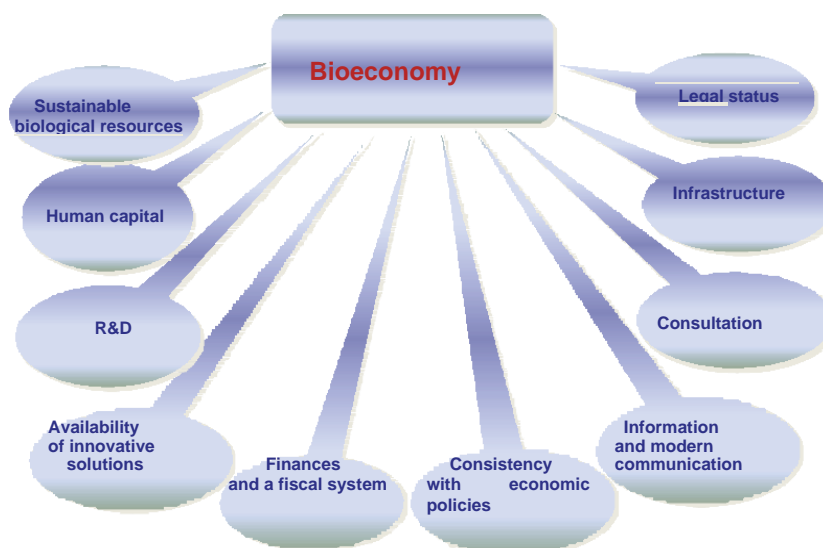 Bioeconomy
Sustainable
biological resources
Legal status
Human capital
Infrastructure
R&D
Consultation
Availability
of innovative
solutions
Finances
and a fiscal system
Consistency
with economic
policies
Information
and modern
communication